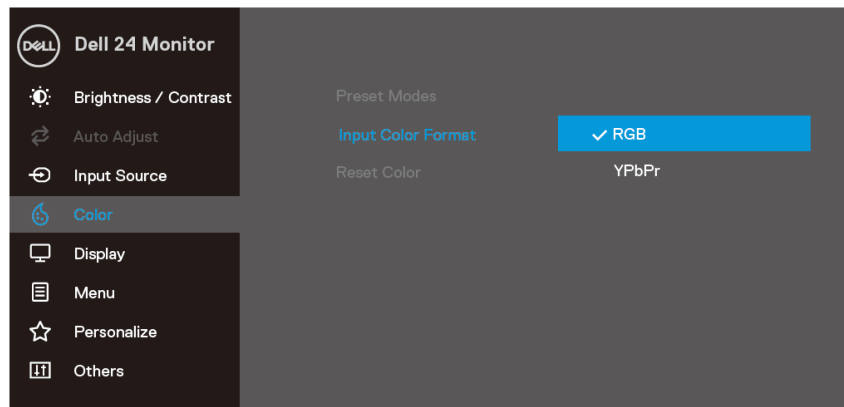 DELL Dell 24 Monitor
Brightness / Contrast
Auto Adjust
Input Source
Color
Display
Menu
Personalize
Others
Preset Modes
Input Color Format
Reset Color
RGB
YPbPr